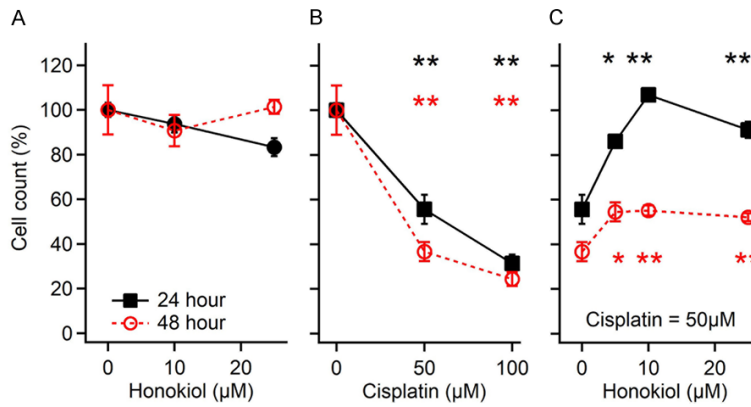 A B C
Cell count (%)
120
100
80
60
40
20
0
24 hour
48 hour
0 10 20
Honokiol (µM)
** **
** **
0 50 100
Cisplatin (µM)
* ** **
* ** **
Cisplatin = 50µM
0 10 20
Honokiol (µM)